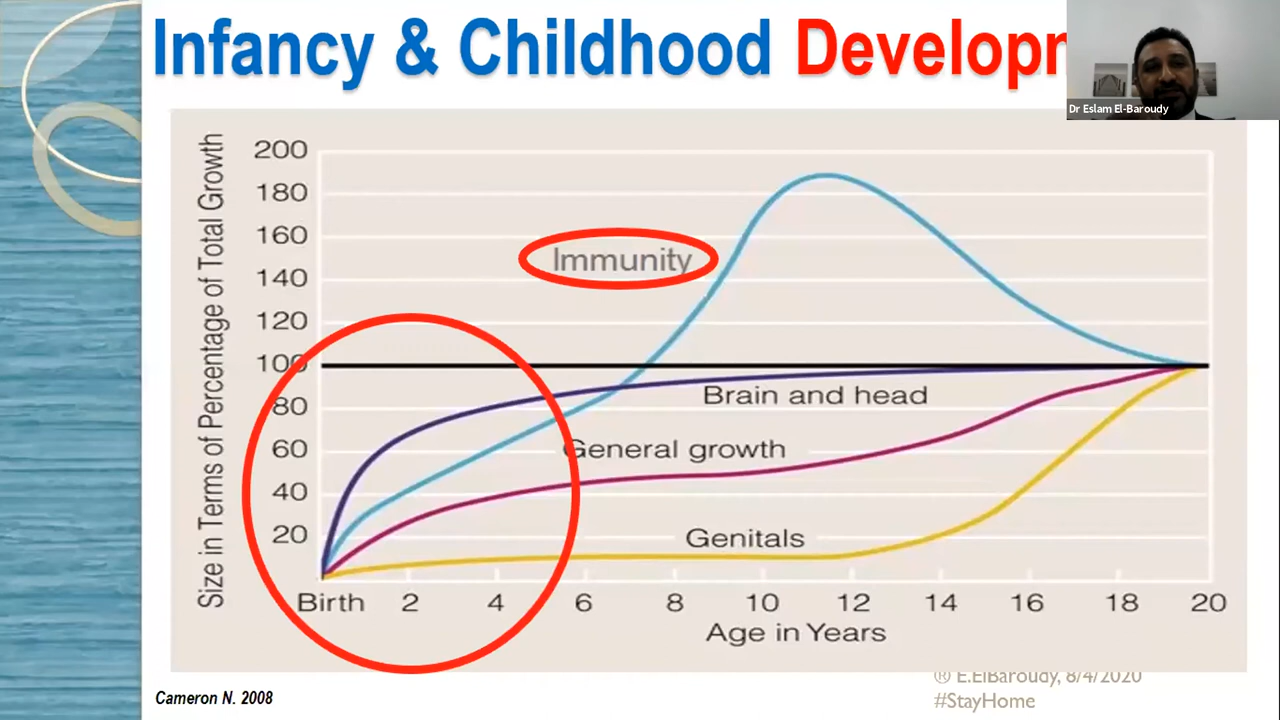 Infancy & Childhood Develop
Dr Eslam El-Baroudy
Size in Terms of Percentage of Total Growth
200
180
160
140
120
100
80
60
40
20
Immunity
Brain and head
General growth
Genitals
Birth 2 4 6 8 10 12 14 16 18 20
Age in Years
Cameron N. 2008
® E.ElBaroudy, 8/4/2020
#StayHome